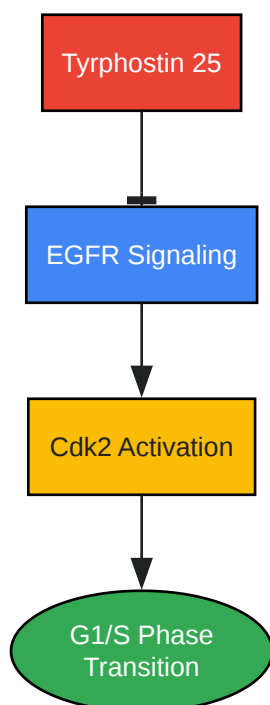 Tyrphostin 25
EGFR Signaling
Cdk2 Activation
G1/S Phase
Transition